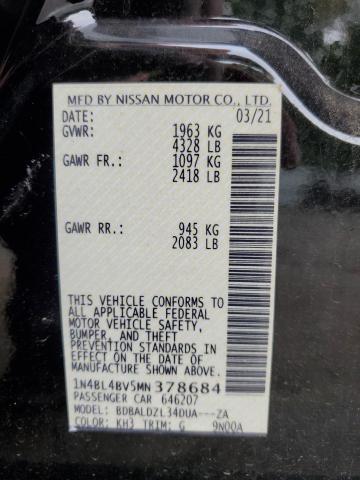 MFD BY NISSAN MOTOR CO., LTD.
DATE: 03/21
GVWR: 1963 KG
4328 LB
GAWR FR.: 1097 KG
2418 LB
GAWR RR.: 945 KG
2083 LB
THIS VEHICLE CONFORMS TO
ALL APPLICABLE FEDERAL
MOTOR VEHICLE SAFETY,
BUMPER, AND THEFT
PREVENTION STANDARDS
IN EFFECT ON THE DATE OF
MANUFACTURE SHOWN ABOVE.
1N4BL4BV5MN378684
PASSENGER CAR 646207
MODEL: BDBALDZL34DUA---ZA
COLOR: KH3 TRIM: G 9N00A